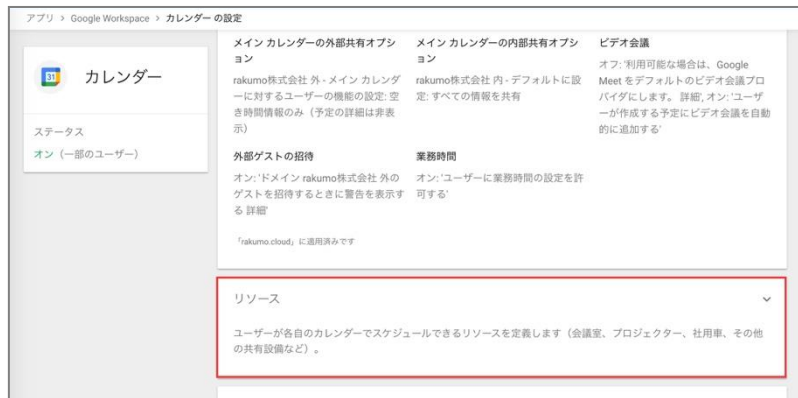 アプリ > Google Workspace > カレンダー の設定
カレンダー
ステータス
オン（一部のユーザー）
メイン カレンダーの外部共有オプシ
ョン
rakumo株式会社 外 - メイン カレンダ
ーに対するユーザーの機能の設定: 空
き時間情報のみ（予定の詳細は非表
示）
メイン カレンダーの内部共有オプシ
ョン
rakumo株式会社 内 - デフォルトに設
定: すべての情報を共有
ビデオ会議
オフ: '利用可能な場合は、Google
Meet をデフォルトのビデオ会議プロ
バイダにします。 詳細', オン: 'ユーザ
ーが作成する予定にビデオ会議を自動
的に追加する'
外部ゲストの招待
オン: 'ドメイン rakumo株式会社 外の
ゲストを招待するときに警告を表示す
る 詳細'
業務時間
オン: 'ユーザーに業務時間の設定を許
可する'
「rakumo.cloud」に適用済みです
リソース
ユーザーが各自のカレンダーでスケジュールできるリソースを定義します（会議室、プロジェクター、社用車、その他
の共有設備など）。